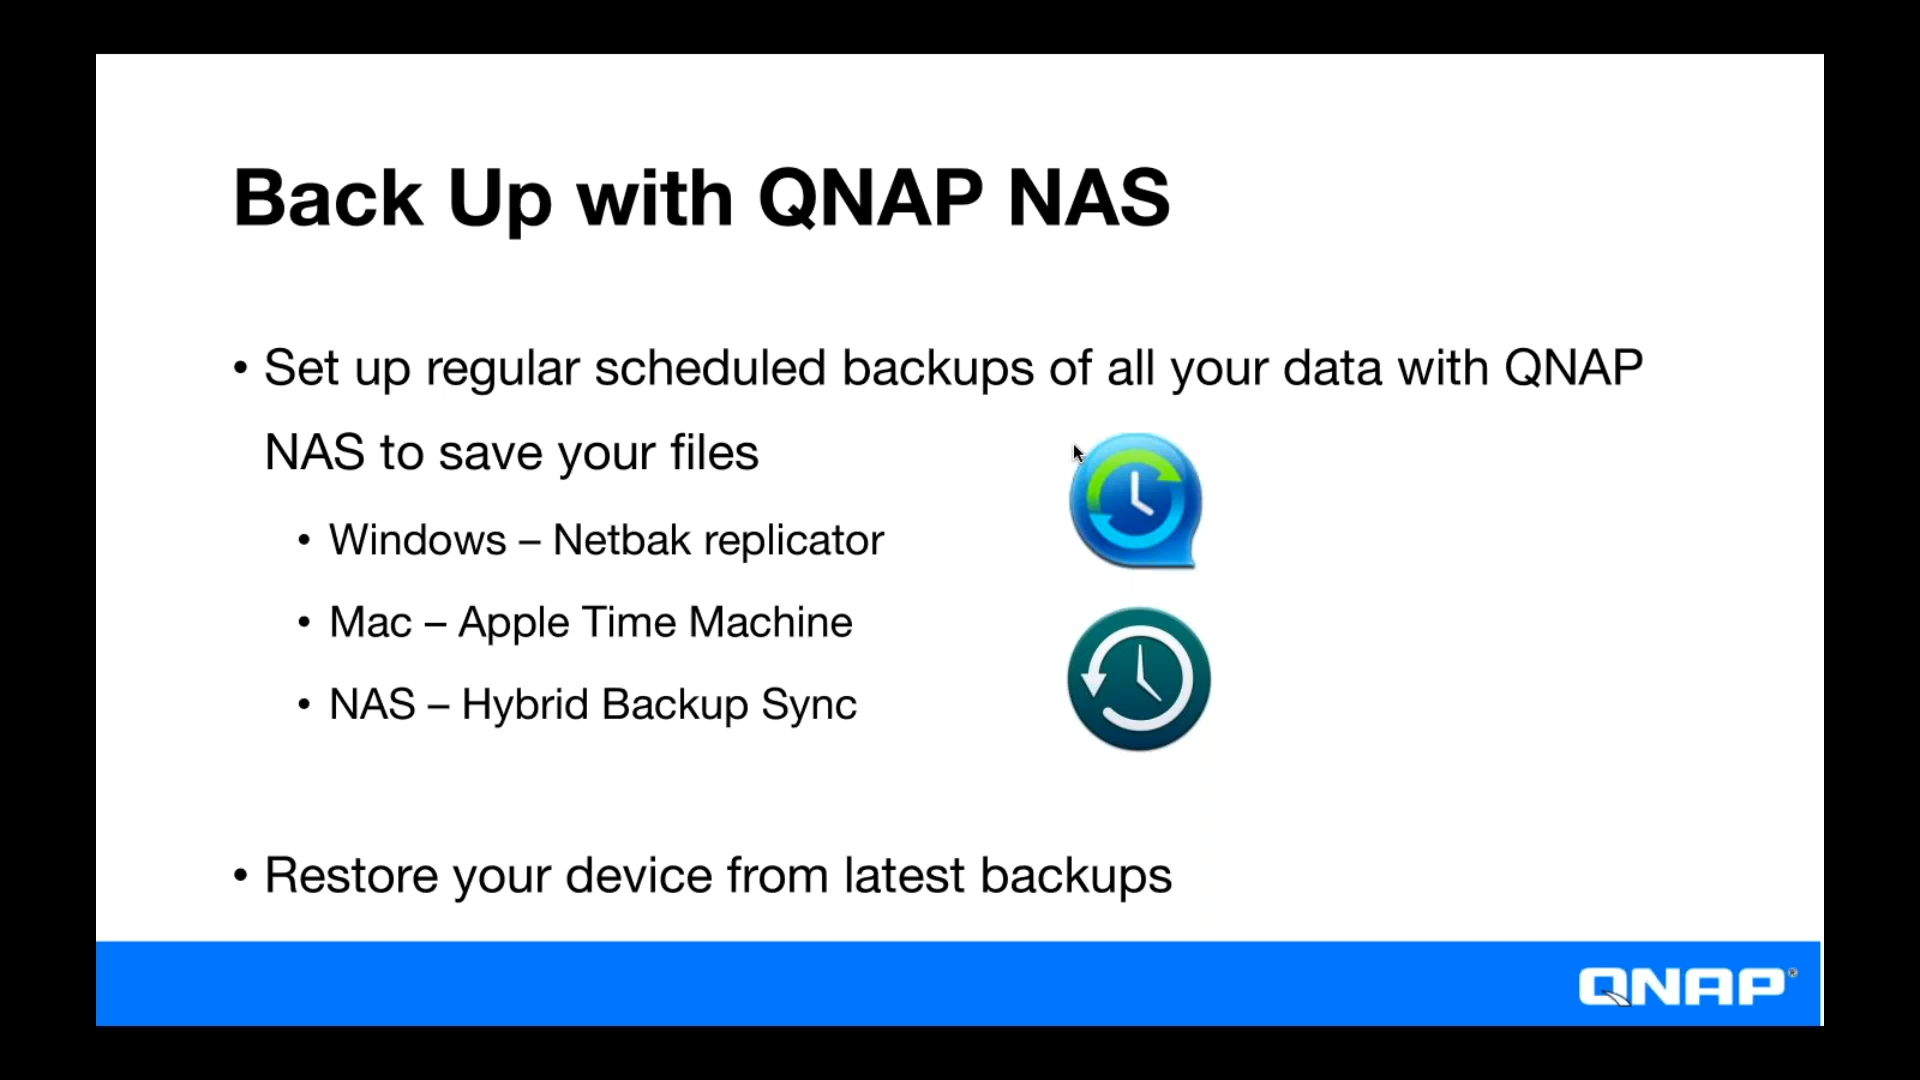 Back Up with QNAP NAS
• Set up regular scheduled backups of all your data with QNAP
NAS to save your files
• Windows – Netbak replicator
• Mac – Apple Time Machine
• NAS – Hybrid Backup Sync
• Restore your device from latest backups
QNAP®